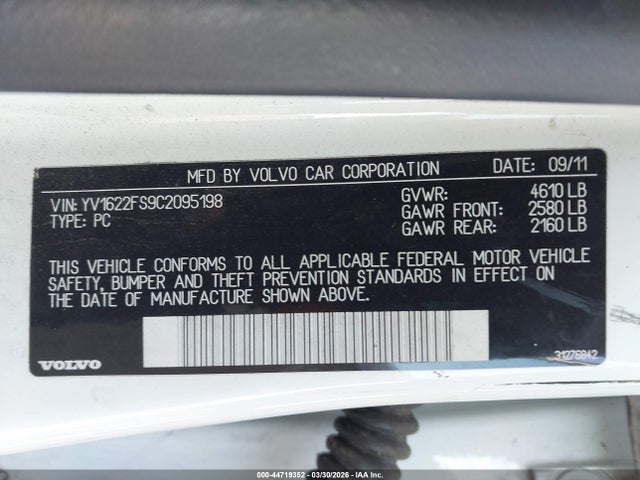 MFD BY VOLVO CAR CORPORATION DATE: 09/11
VIN: YV1622FS9C2095198 GVWR: 4610 LB
TYPE: PC GAWR FRONT: 2580 LB
GAWR REAR: 2160 LB
THIS VEHICLE CONFORMS TO ALL APPLICABLE FEDERAL MOTOR VEHICLE
SAFETY, BUMPER AND THEFT PREVENTION STANDARDS IN EFFECT ON
THE DATE OF MANUFACTURE SHOWN ABOVE.
VOLVO 31276942
000-44719352 | 03/30/2026 - IAA Inc.